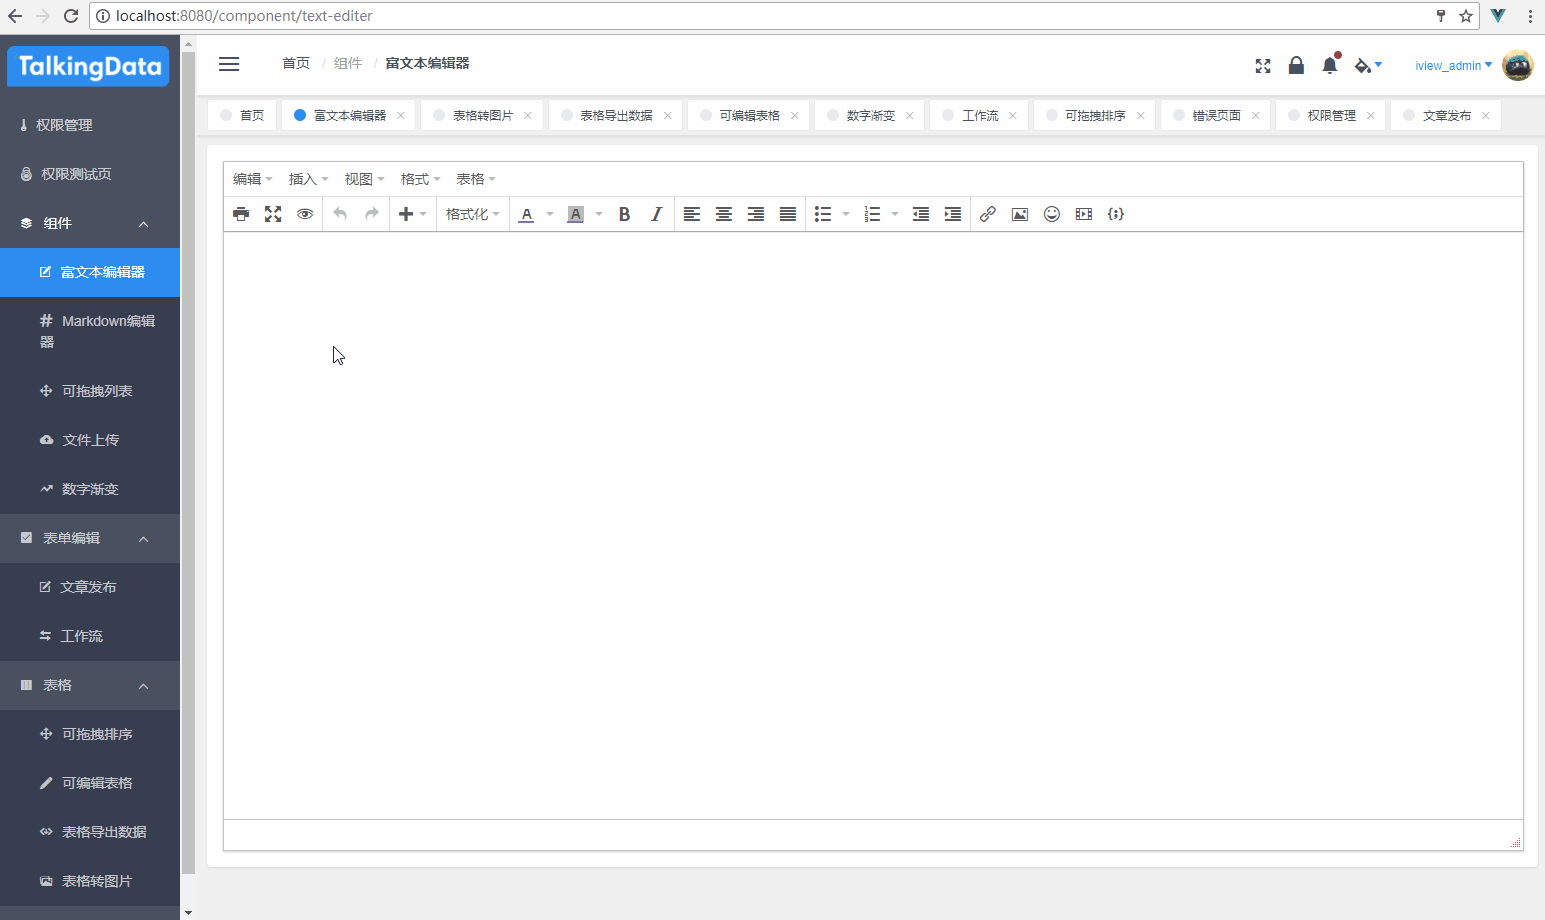 localhost:8080/component/text-editer
TalkingData
首页 / 组件 / 富文本编辑器
iview_admin
首页 富文本编辑器 表格转图片 表格导出数据 可编辑表格 数字渐变 工作流 可拖拽排序 错误页面 权限管理 文章发布
权限管理
权限测试页
组件
富文本编辑器
Markdown编辑
器
可拖拽列表
文件上传
数字渐变
表单编辑
文章发布
工作流
表格
可拖拽排序
可编辑表格
表格导出数据
表格转图片
编辑 插入 视图 格式 表格
格式化 A A B I